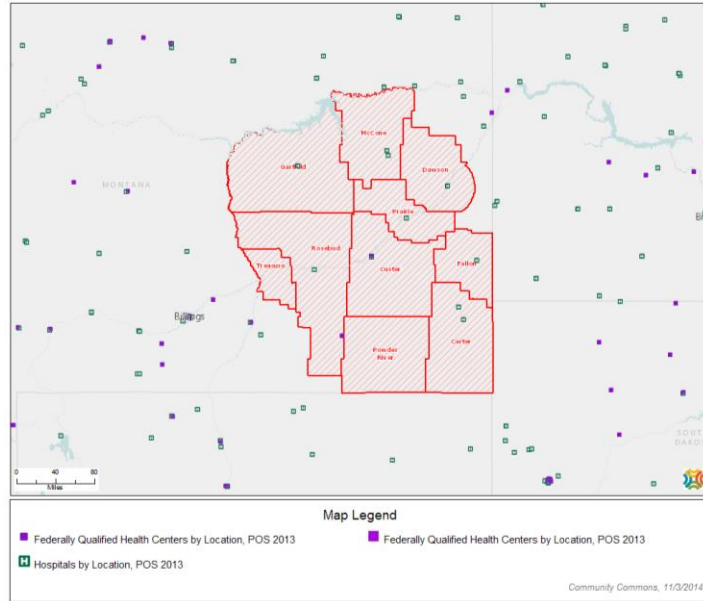 McCone
Garfield
Dawson
MONTANA
Prairie
Rosebud
Treasure
Custer
Fallon
Billings
Carter
Powder
River
SOUT
DAKO
0 40 80
Miles
Map Legend
Federally Qualified Health Centers by Location, POS 2013
Federally Qualified Health Centers by Location, POS 2013
H Hospitals by Location, POS 2013
Community Commons, 11/3/2014